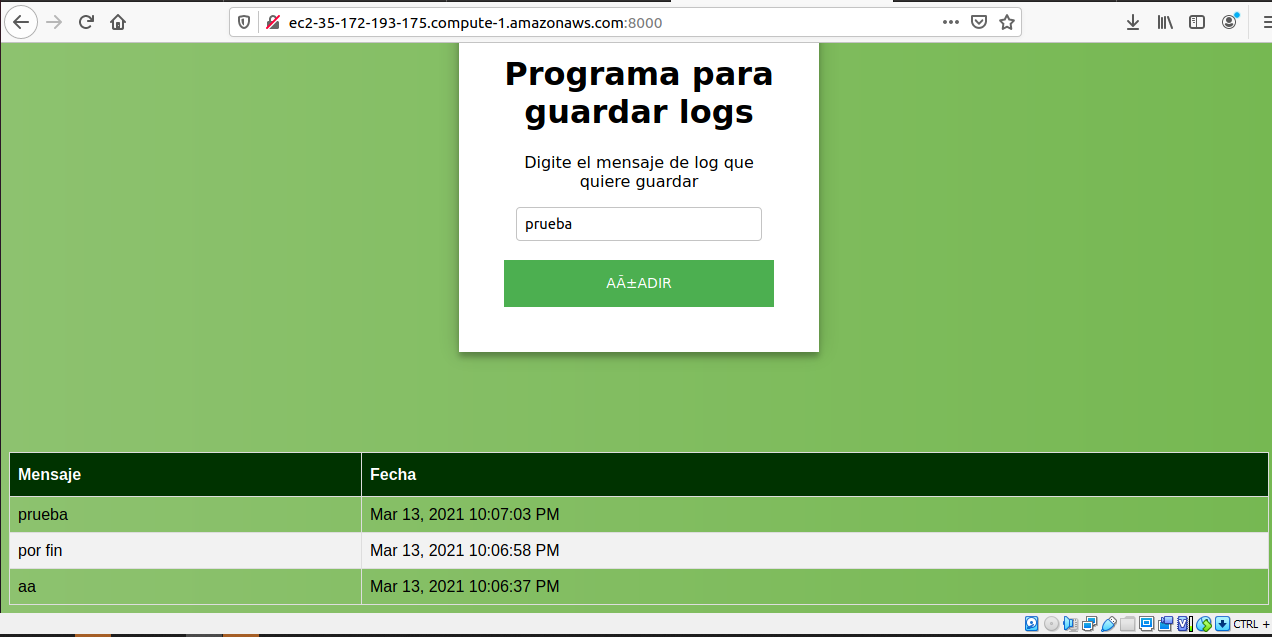 ec2-35-172-193-175.compute-1.amazonaws.com:8000
Programa para
guardar logs
Digite el mensaje de log que
quiere guardar
prueba
AÃ±ADIR
Mensaje Fecha
prueba Mar 13, 2021 10:07:03 PM
por fin Mar 13, 2021 10:06:58 PM
aa Mar 13, 2021 10:06:37 PM
CTRL +